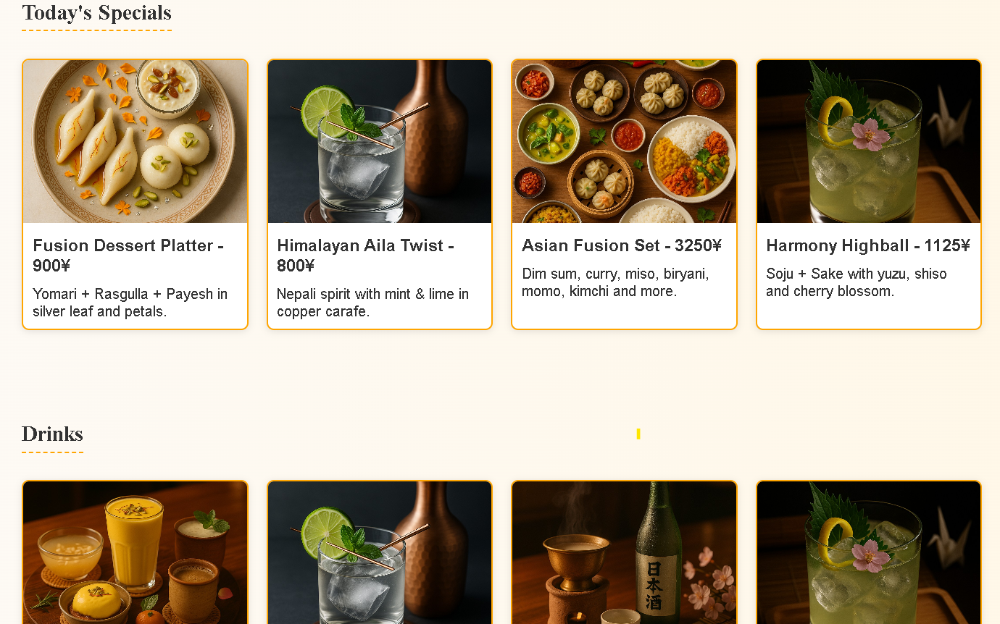 Today's Specials
Fusion Dessert Platter -
900¥
Yomari + Rasgulla + Payesh in
silver leaf and petals.
Himalayan Aila Twist -
800¥
Nepali spirit with mint & lime in
copper carafe.
Asian Fusion Set - 3250¥
Dim sum, curry, miso, biryani,
momo, kimchi and more.
Harmony Highball - 1125¥
Soju + Sake with yuzu, shiso
and cherry blossom.
Drinks
日本酒